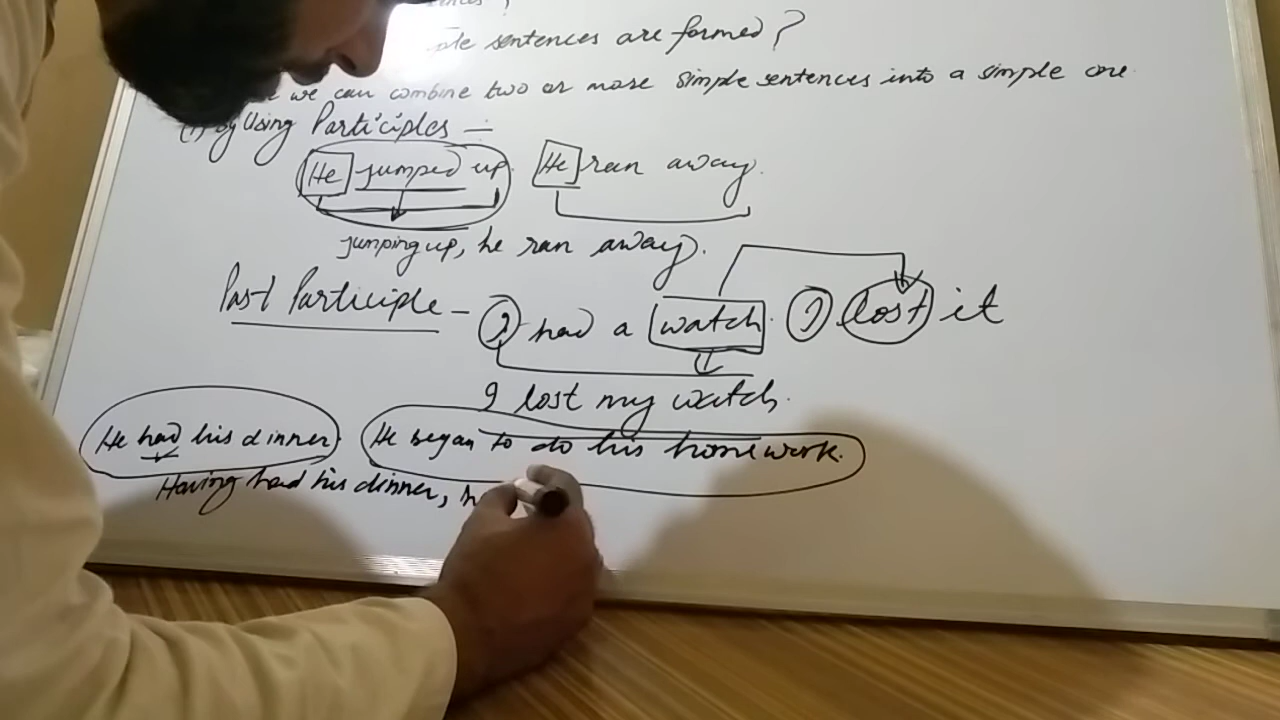 sentences are formed?
we can combine two or more simple sentences into a simple one
By Using Participles -
He jumped up. He ran away.
jumping up, he ran away.
Past Participle - I had a watch. I lost it
I lost my watch.
He had his dinner. He began to do his homework.
Having had his dinner, h